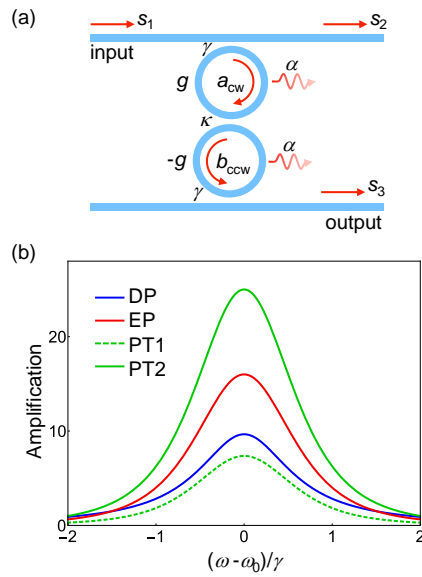 (a)
s1 s2
input γ
g acw α
κ
-g bccw α
γ s3
output
(b)
DP
EP
PT1
PT2
Amplification
20
10
0
−2 −1 0 1 2
(ω - ω0)/γ